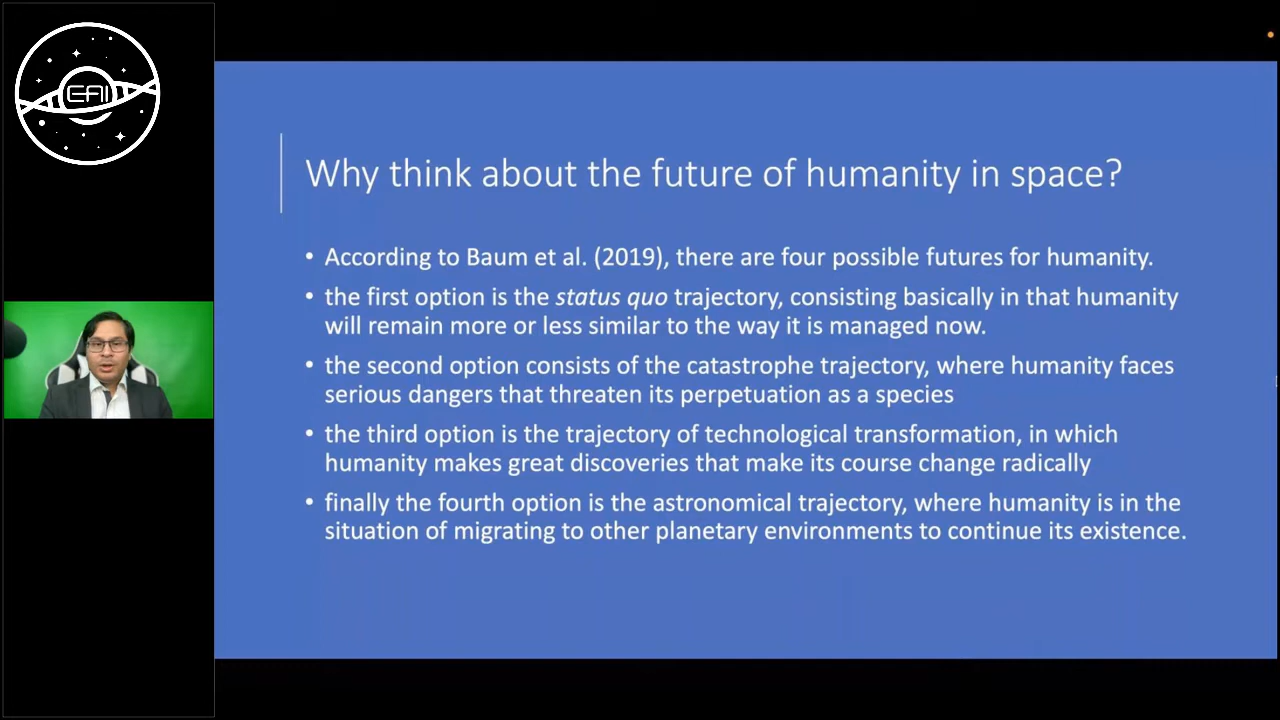 EAI
Why think about the future of humanity in space?
• According to Baum et al. (2019), there are four possible futures for humanity.
• the first option is the status quo trajectory, consisting basically in that humanity
will remain more or less similar to the way it is managed now.
• the second option consists of the catastrophe trajectory, where humanity faces
serious dangers that threaten its perpetuation as a species
• the third option is the trajectory of technological transformation, in which
humanity makes great discoveries that make its course change radically
• finally the fourth option is the astronomical trajectory, where humanity is in the
situation of migrating to other planetary environments to continue its existence.